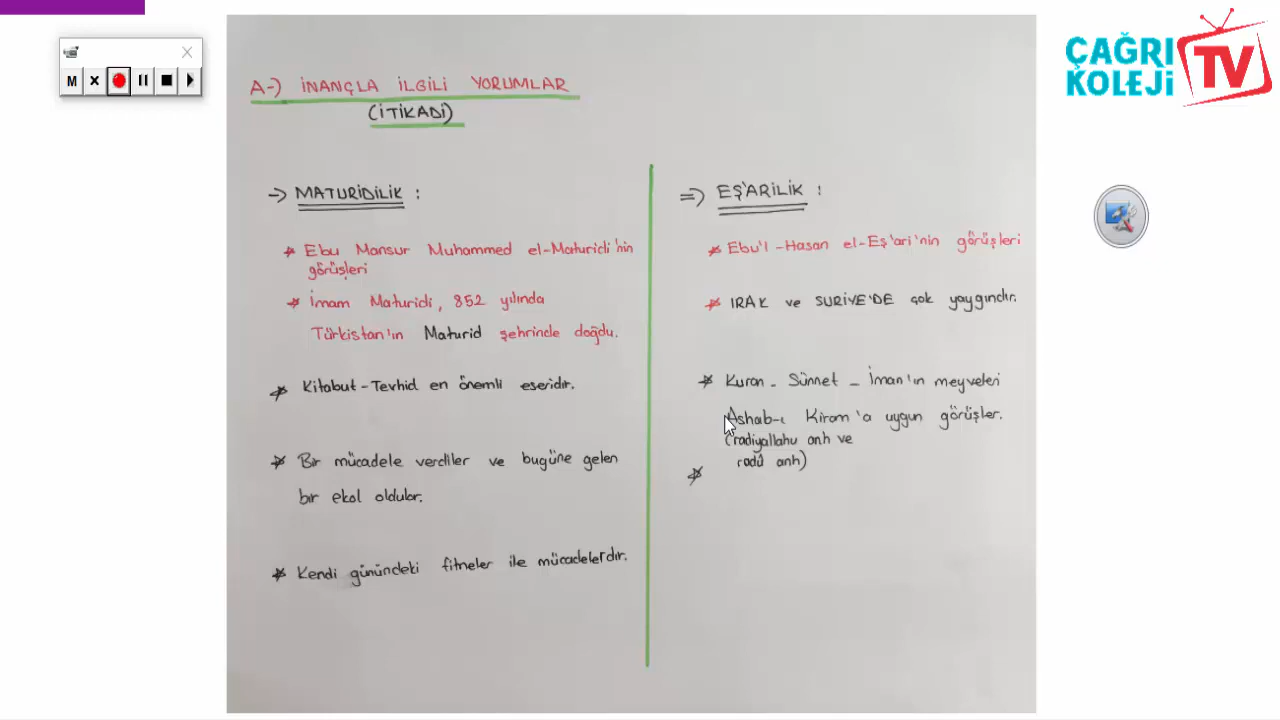 ÇAĞRI
KOLEJİ
TV
M
A-) İNANÇLA İLGİLİ YORUMLAR
(İTİKADİ)
→ MATURİDİLİK :
* Ebu Mansur Muhammed el-Maturidi'nin
görüşleri
* İmam Maturidi, 852 yılında
Türkistan'ın Maturid şehrinde doğdu.
* Kitabut-Tevhid en önemli eseridir.
* Bir mücadele verdiler ve bugüne gelen
bir ekol oldular.
* Kendi günündeki fitneler ile mücadelerdır.
⇒ EŞ'ARİLİK :
* Ebu'l-Hasan el-Eş'ari'nin görüşleri
* IRAK ve SURİYE'DE çok yaygındır.
* Kuran - Sünnet - İman'ın meyveleri
Ashab-ı Kiram'a uygun görüşler.
(radiyallahu anh ve
radû anh)
*